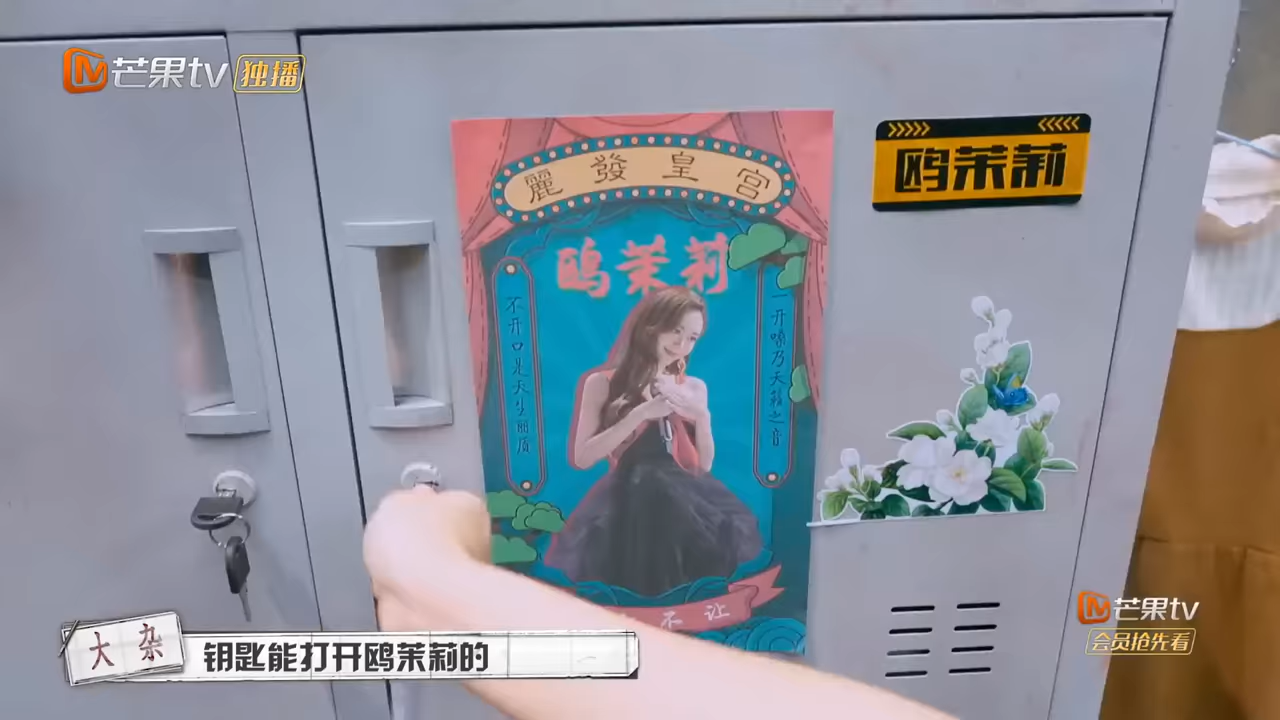 芒果tv 独播
麗發皇宮
鸥茉莉
鸥茉莉
不开口是天生丽质
一开嗓乃天籁之音
不让
芒果tv
会员抢先看
大杂
钥匙能打开鸥茉莉的